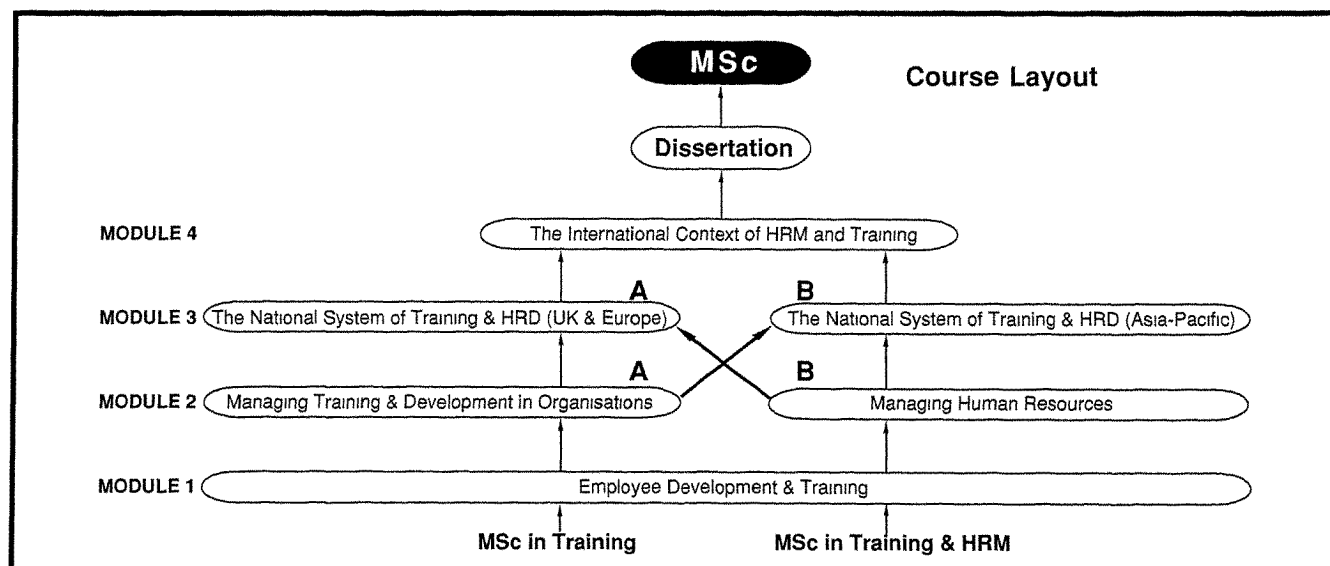 MSc
Course Layout
Dissertation
MODULE 4
The International Context of HRM and Training
A
B
MODULE 3
The National System of Training & HRD (UK & Europe)
The National System of Training & HRD (Asia-Pacific)
A
B
MODULE 2
Managing Training & Development in Organisations
Managing Human Resources
MODULE 1
Employee Development & Training
MSc in Training
MSc in Training & HRM